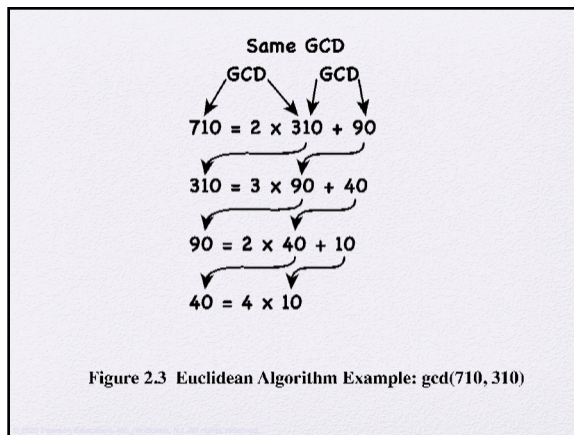 Same GCD
GCD GCD
710 = 2 x 310 + 90
310 = 3 x 90 + 40
90 = 2 x 40 + 10
40 = 4 x 10
Figure 2.3 Euclidean Algorithm Example: gcd(710, 310)